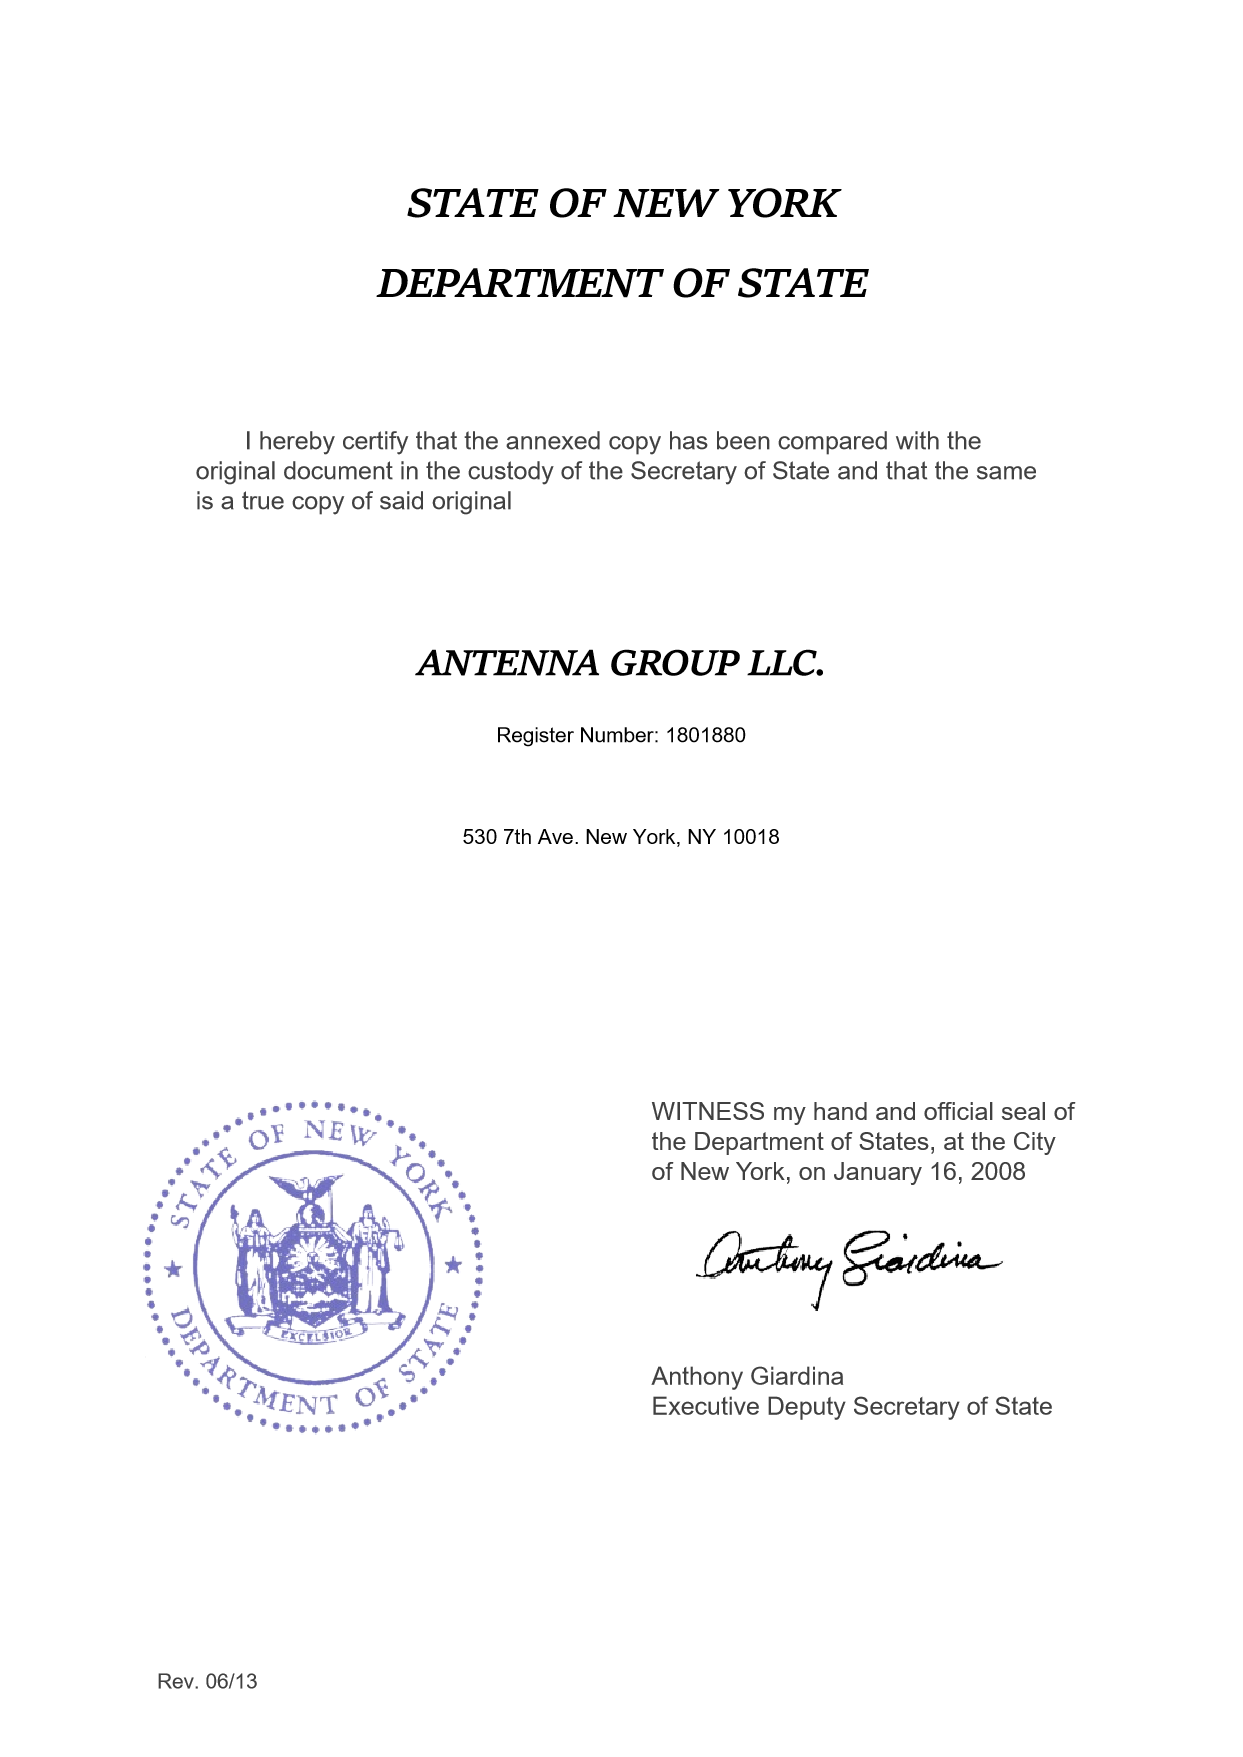 STATE OF NEW YORK
DEPARTMENT OF STATE
I hereby certify that the annexed copy has been compared with the
original document in the custody of the Secretary of State and that the same
is a true copy of said original
ANTENNA GROUP LLC.
Register Number: 1801880
530 7th Ave. New York, NY 10018
STATE OF NEW YORK
★ ★
EXCELSIOR
DEPARTMENT OF STATE
WITNESS my hand and official seal of
the Department of States, at the City
of New York, on January 16, 2008
Anthony Giardina
Anthony Giardina
Executive Deputy Secretary of State
Rev. 06/13